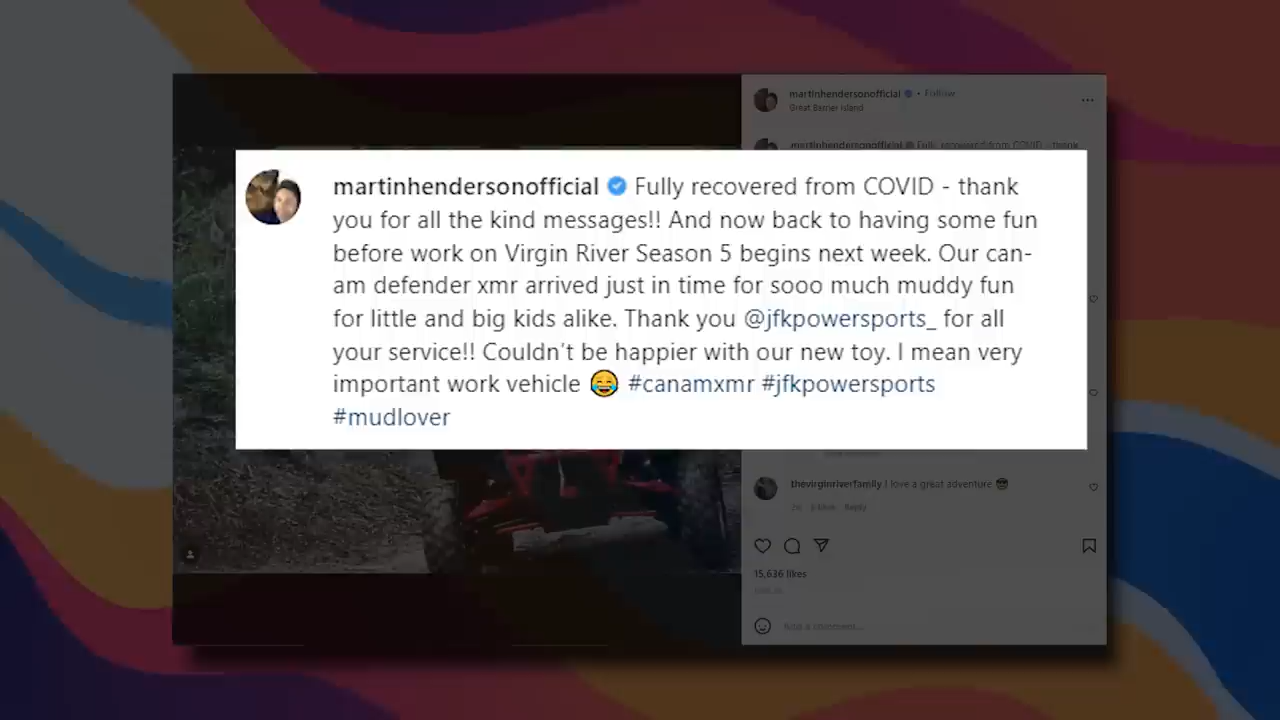 martinhendersonofficial • Follow
Great Barrier Island
martinhendersonofficial Fully recovered from COVID - thank
martinhendersonofficial Fully recovered from COVID - thank
you for all the kind messages!! And now back to having some fun
before work on Virgin River Season 5 begins next week. Our can-
am defender xmr arrived just in time for sooo much muddy fun
for little and big kids alike. Thank you @jfkpowersports_ for all
your service!! Couldn't be happier with our new toy. I mean very
important work vehicle 😂 #canamxmr #jfkpowersports
#mudlover
thevirginriverfamily I love a great adventure 😎
Reply
15,636 likes
Add a comment...